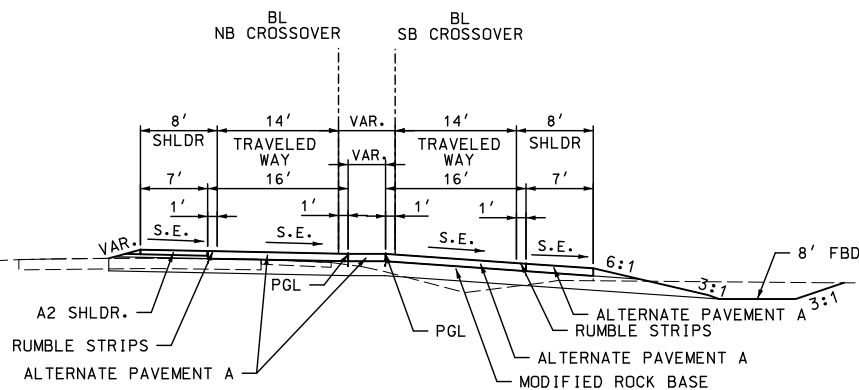 BL
NB CROSSOVER
BL
SB CROSSOVER
8'
14'
VAR.
14'
8'
SHLDR
TRAVELED
WAY
VAR.
TRAVELED
WAY
SHLDR
7'
16'
16'
7'
1'
1'
1'
1'
VAR.
S.E.
S.E.
S.E.
S.E.
6:1
8' FBD
3:1
3:1
PGL
A2 SHLDR.
ALTERNATE PAVEMENT A
PGL
RUMBLE STRIPS
RUMBLE STRIPS
ALTERNATE PAVEMENT A
ALTERNATE PAVEMENT A
MODIFIED ROCK BASE